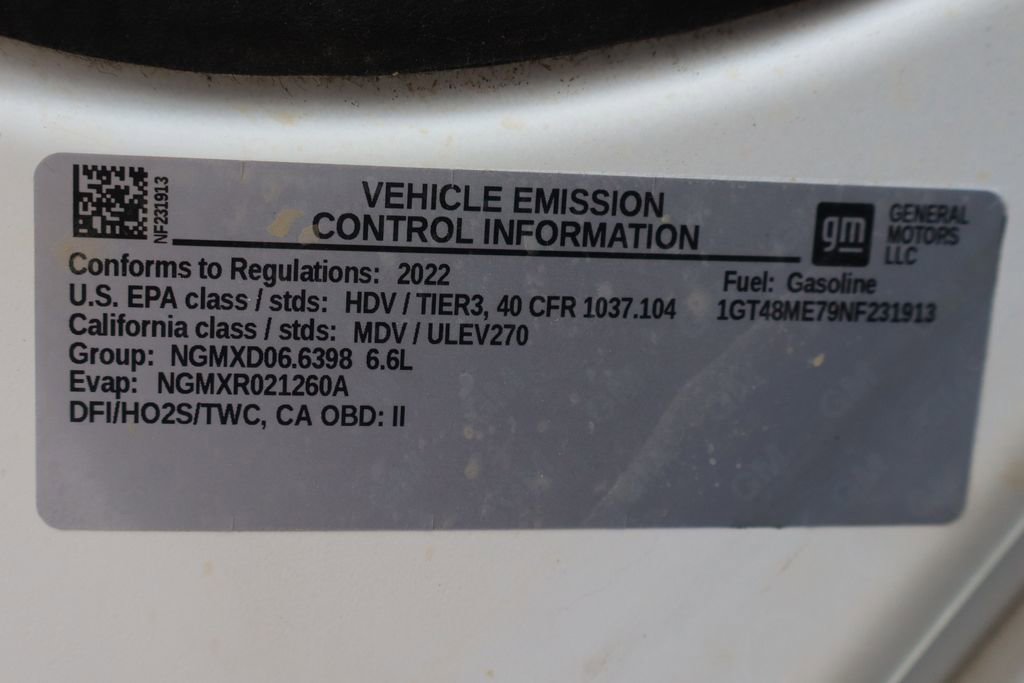 NF231913
VEHICLE EMISSION
CONTROL INFORMATION
gm
GENERAL
MOTORS
LLC
Conforms to Regulations: 2022
Fuel: Gasoline
U.S. EPA class / stds: HDV / TIER3, 40 CFR 1037.104
1GT48ME79NF231913
California class / stds: MDV / ULEV270
Group: NGMXD06.6398 6.6L
Evap: NGMXR021260A
DFI/HO2S/TWC, CA OBD: II